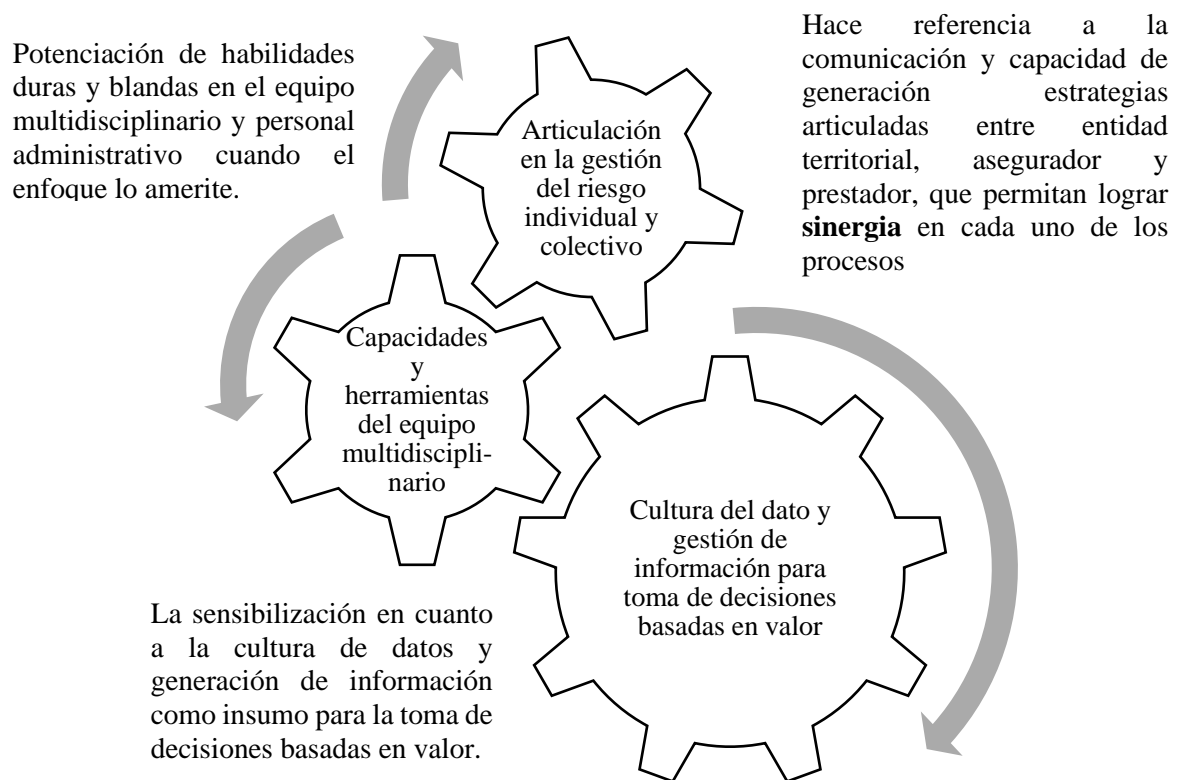 Potenciación de habilidades
duras y blandas en el equipo
multidisciplinario y personal
administrativo cuando el
enfoque lo amerite.
Hace referencia a la
comunicación y capacidad de
generación estrategias
articuladas entre entidad
territorial, asegurador y
prestador, que permitan lograr
sinergia en cada uno de los
procesos
Articulación
en la gestión
del riesgo
individual y
colectivo
Capacidades
y
herramientas
del equipo
multidiscipli-
nario
Cultura del dato y
gestión de
información para
toma de decisiones
basadas en valor
La sensibilización en cuanto
a la cultura de datos y
generación de información
como insumo para la toma de
decisiones basadas en valor.